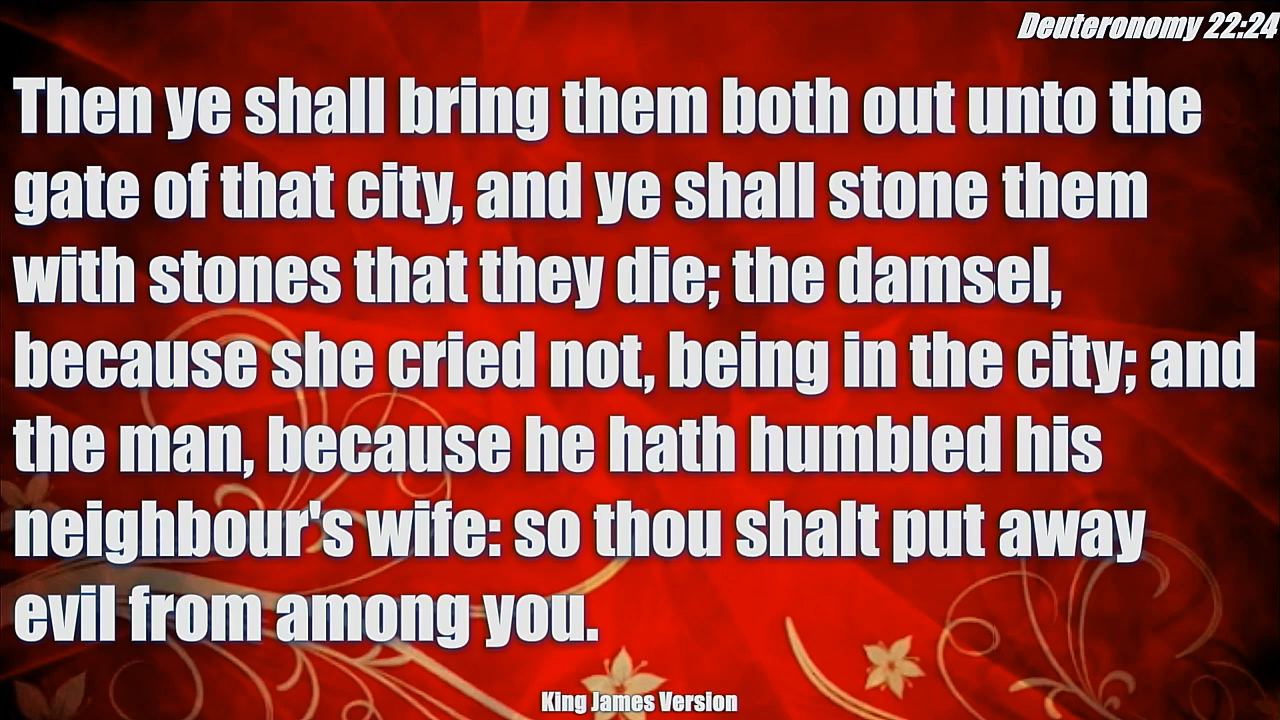 Deuteronomy 22:24
Then ye shall bring them both out unto the
gate of that city, and ye shall stone them
with stones that they die; the damsel,
because she cried not, being in the city; and
the man, because he hath humbled his
neighbour's wife: so thou shalt put away
evil from among you.
King James Version